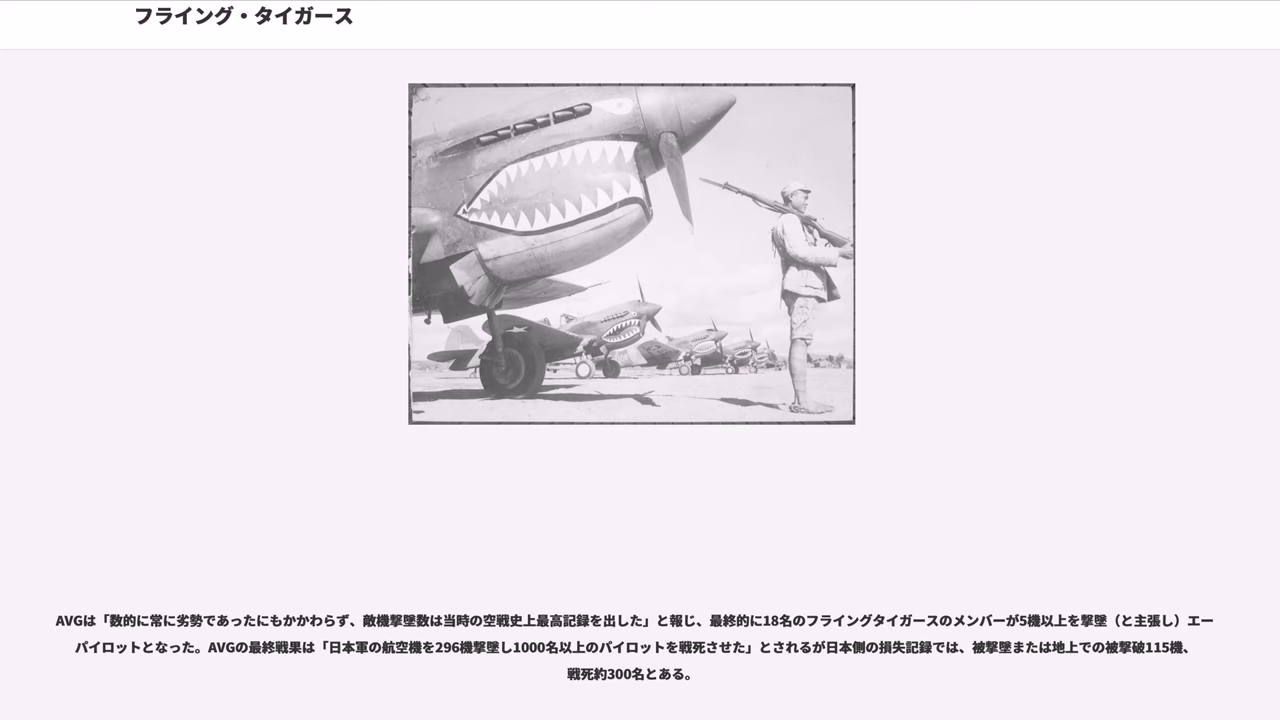 フライング・タイガース
AVGは「数的に常に劣勢であったにもかかわらず、敵機撃墜数は当時の空戦史上最高記録を出した」と報じ、最終的に18名のフライングタイガースのメンバーが5機以上を撃墜（と主張し）エー
パイロットとなった。AVGの最終戦果は「日本軍の航空機を296機撃墜し1000名以上のパイロットを戦死させた」とされるが日本側の損失記録では、被撃墜または地上での被撃破115機、
戦死約300名とある。